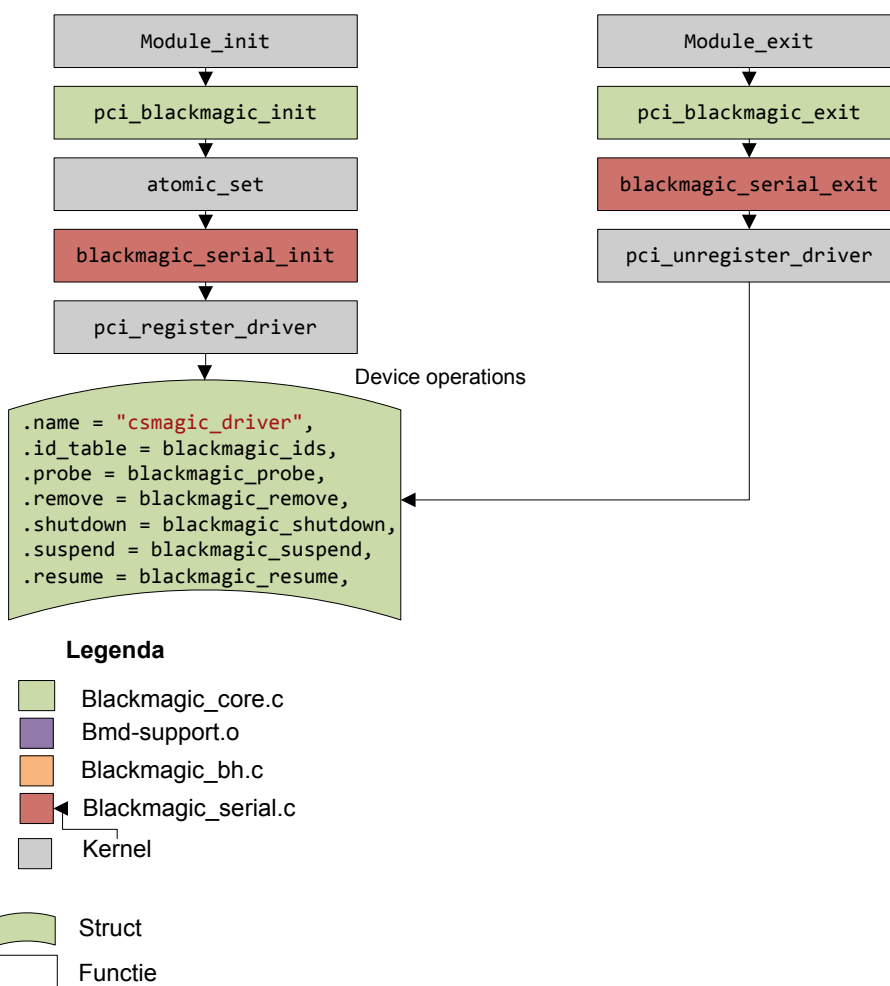 Module_init
pci_blackmagic_init
atomic_set
blackmagic_serial_init
pci_register_driver
Device operations
.name = "csmagic_driver",
.id_table = blackmagic_ids,
.probe = blackmagic_probe,
.remove = blackmagic_remove,
.shutdown = blackmagic_shutdown,
.suspend = blackmagic_suspend,
.resume = blackmagic_resume,
Module_exit
pci_blackmagic_exit
blackmagic_serial_exit
pci_unregister_driver
Legenda
Blackmagic_core.c
Bmd-support.o
Blackmagic_bh.c
Blackmagic_serial.c
Kernel
Struct
Functie